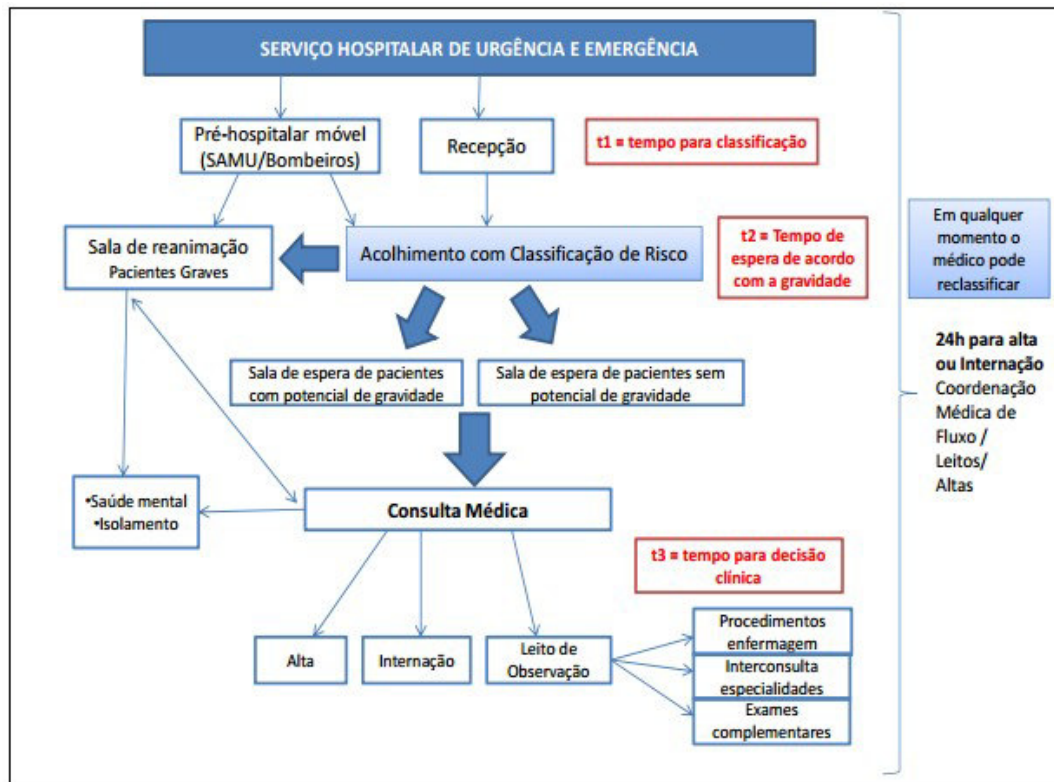 SERVIÇO HOSPITALAR DE URGÊNCIA E EMERGÊNCIA
Pré-hospitalar móvel
(SAMU/Bombeiros)
Recepção
t1 = tempo para classificação
Sala de reanimação
Pacientes Graves
Acolhimento com Classificação de Risco
t2 = Tempo de
espera de acordo
com a gravidade
Em qualquer
momento o
médico pode
reclassificar
24h para alta
ou Internação
Coordenação
Médica de
Fluxo /
Leitos/
Altas
Sala de espera de pacientes
com potencial de gravidade
Sala de espera de pacientes sem
potencial de gravidade
•Saúde mental
•Isolamento
Consulta Médica
t3 = tempo para decisão
clínica
Alta
Internação
Leito de
Observação
Procedimentos
enfermagem
Interconsulta
especialidades
Exames
complementares